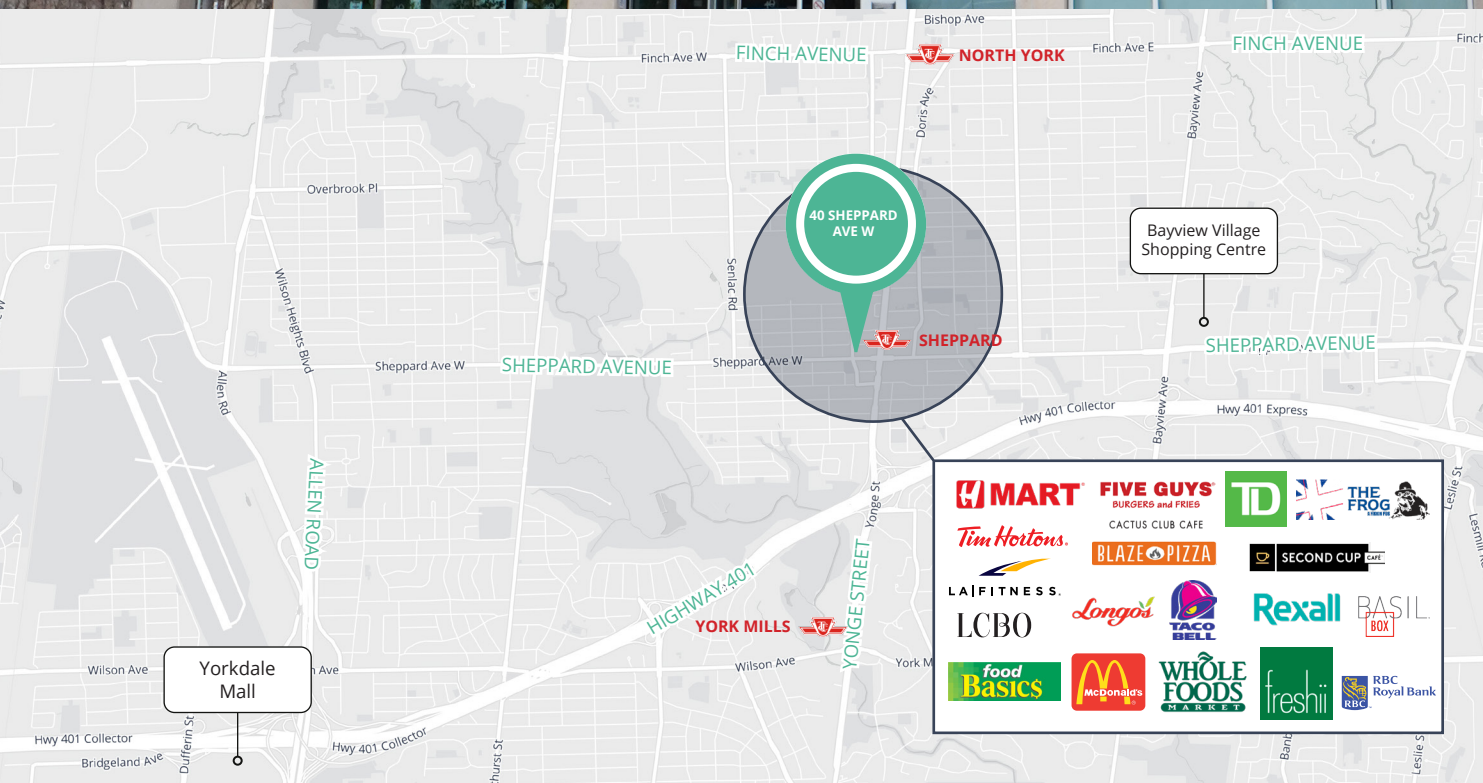 Bishop Ave
Finch Ave W
FINCH AVENUE
NORTH YORK
Finch Ave E
FINCH AVENUE
Finch
Doris Ave
Bayview Ave
Overbrook Pl
40 SHEPPARD
AVE W
Bayview Village
Shopping Centre
Senlac Rd
Wilson Heights Blvd
SHEPPARD
SHEPPARD AVENUE
Sheppard Ave W
SHEPPARD AVENUE
Sheppard Ave W
Allen Rd
Bayview Ave
Hwy 401 Collector
Hwy 401 Express
ALLEN ROAD
Yonge St
Leslie St
H MART
FIVE GUYS
BURGERS and FRIES
TD
THE
FROG
Tim Hortons.
CACTUS CLUB CAFE
BLAZE PIZZA
SECOND CUP CAFÉ
LA|FITNESS.
LCBO
Longo's
TACO
BELL
Rexall
BASIL
BOX
food
Basics
McDonald's
WHOLE
FOODS
MARKET
freshii
RBC
RBC
Royal Bank
HIGHWAY 401
YONGE STREET
YORK MILLS
Wilson Ave
York M
Wilson Ave
n Ave
Yorkdale
Mall
Hwy 401 Collector
Bridgeland Ave
Dufferin St
Hwy 401 Collector
hurst St
Banb
Leslie S